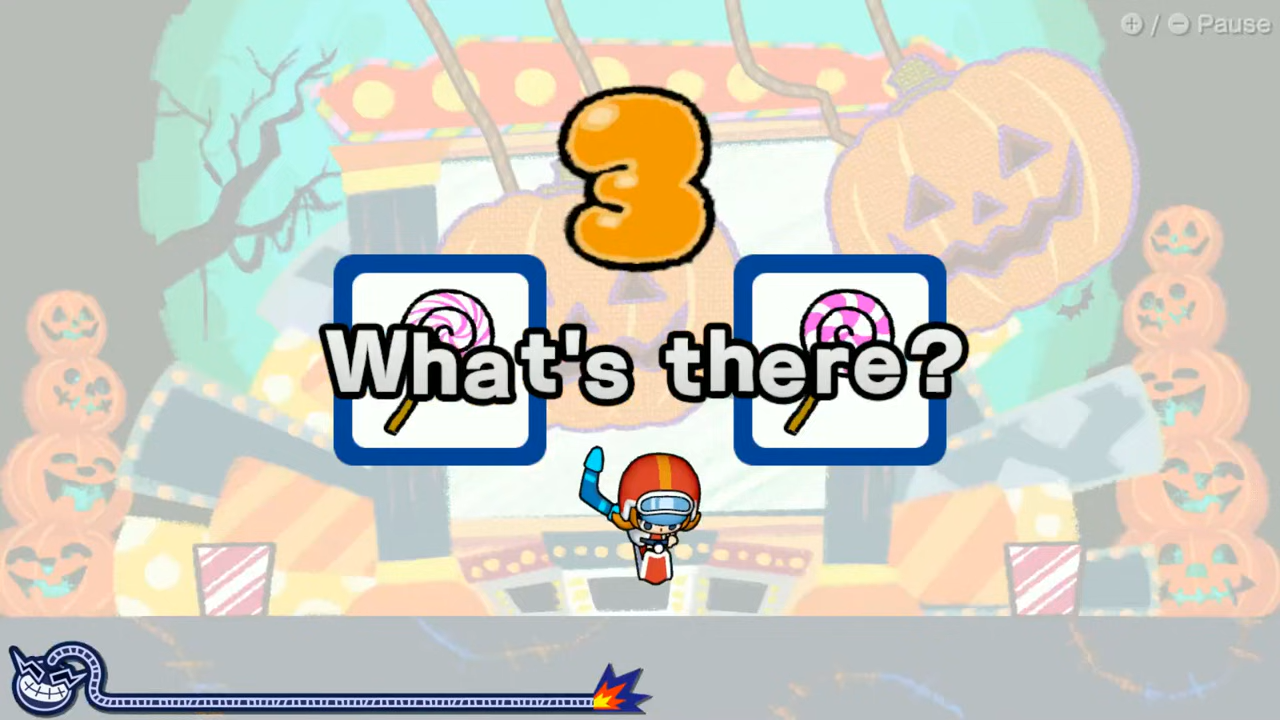 ⊕ / ⊖ Pause
3
What's there?